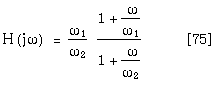 H(jω) = ω₁/ω₂ (1 + ω/ω₁)/(1 + ω/ω₂) [75]